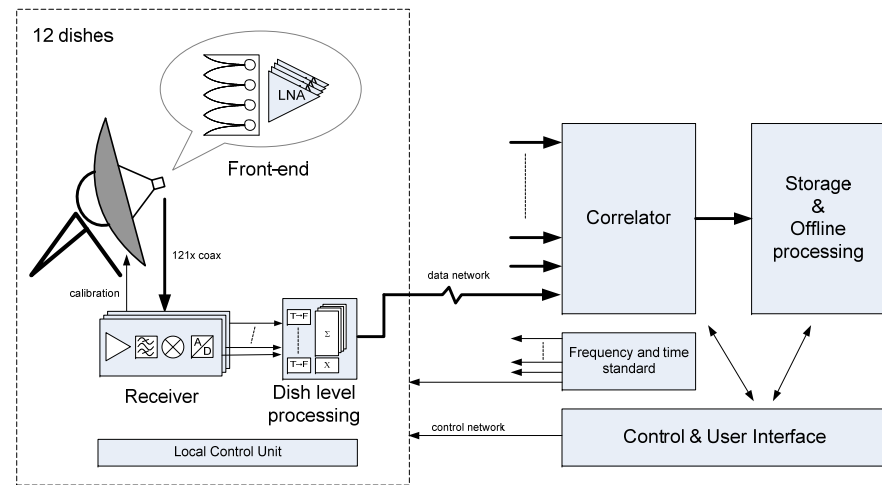 12 dishes
LNA
Front-end
121x coax
calibration
A
D
Receiver
T→F
T→F
Σ
X
Dish level
processing
Local Control Unit
data network
control network
Correlator
Storage
&
Offline
processing
Frequency and time
standard
Control & User Interface